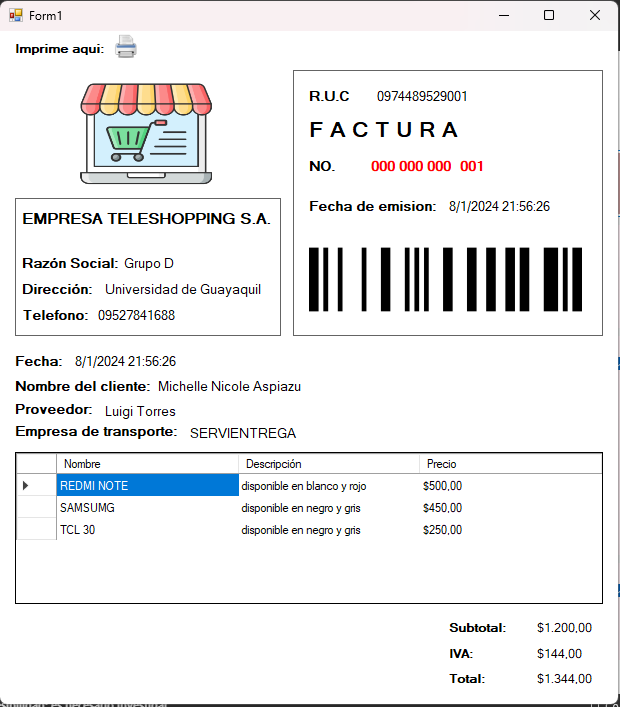 Form1
Imprime aqui:
R.U.C 0974489529001
FACTURA
NO. 000 000 000 001
Fecha de emision: 8/1/2024 21:56:26
EMPRESA TELESHOPPING S.A.
Razón Social: Grupo D
Dirección: Universidad de Guayaquil
Telefono: 09527841688
Fecha: 8/1/2024 21:56:26
Nombre del cliente: Michelle Nicole Aspiazu
Proveedor: Luigi Torres
Empresa de transporte: SERVIENTREGA
Nombre Descripción Precio
REDMI NOTE disponible en blanco y rojo $500,00
SAMSUMG disponible en negro y gris $450,00
TCL 30 disponible en negro y gris $250,00
Subtotal: $1.200,00
IVA: $144,00
Total: $1.344,00